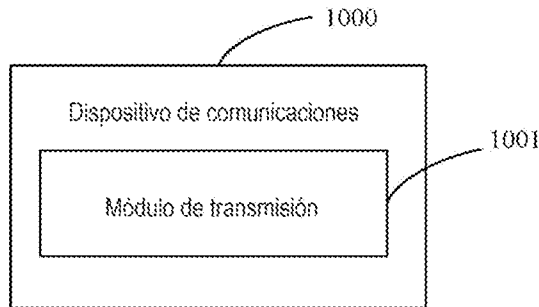 1000
Dispositivo de comunicaciones
1001
Módulo de transmisión